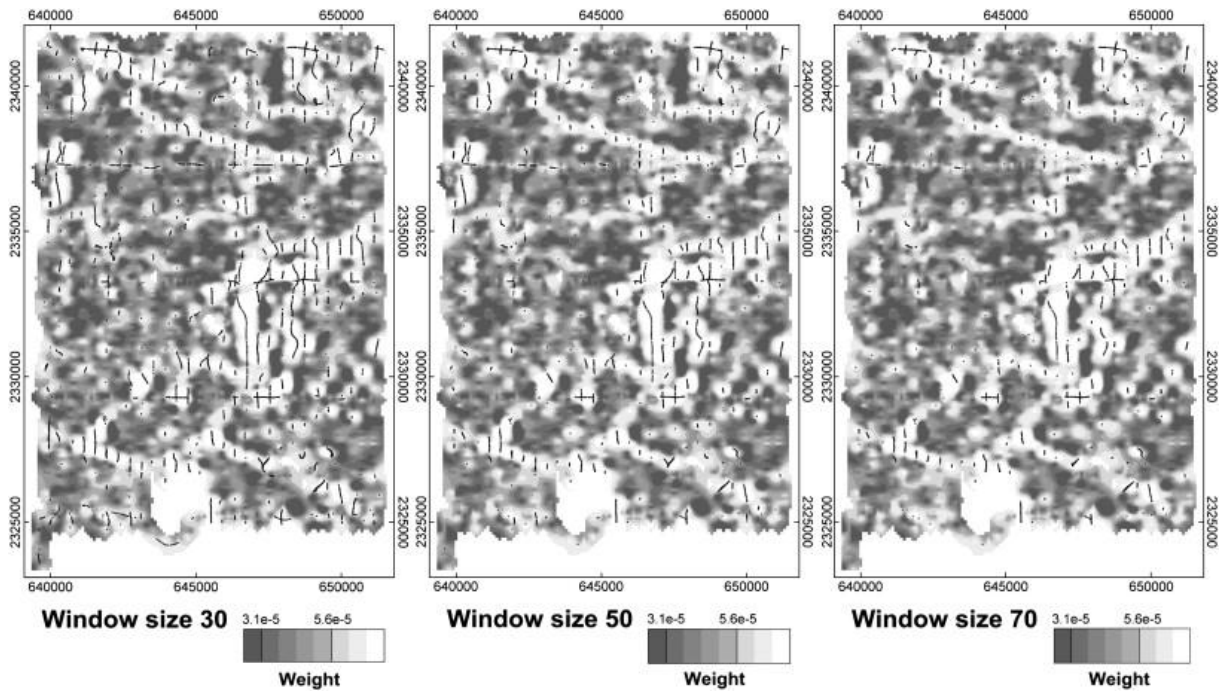 640000 645000 650000 640000 645000 650000 640000 645000 650000
2340000 2340000 2340000
2335000 2335000 2335000
2330000 2330000 2330000
2325000 2325000 2325000
640000 645000 650000 640000 645000 650000 640000 645000 650000
Window size 30 3.1e-5 5.6e-5 Window size 50 3.1e-5 5.6e-5 Window size 70 3.1e-5 5.6e-5
Weight Weight Weight